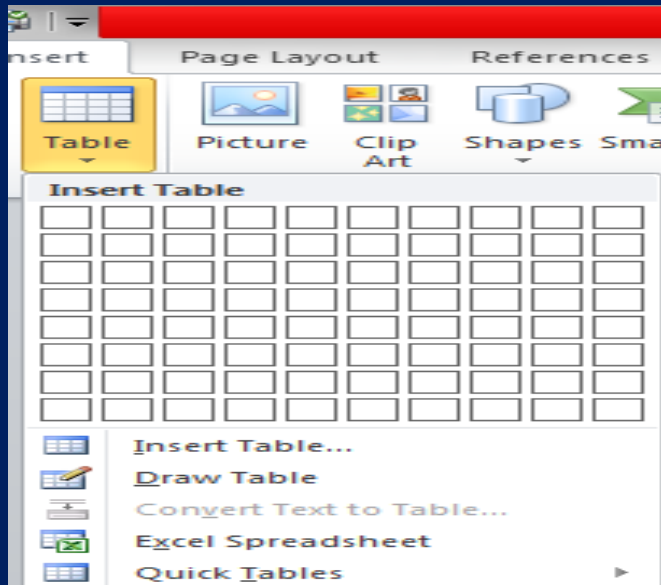 nsert Page Layout References
Table Picture Clip Art Shapes Sma
Insert Table
Insert Table...
Draw Table
Convert Text to Table...
Excel Spreadsheet
Quick Tables